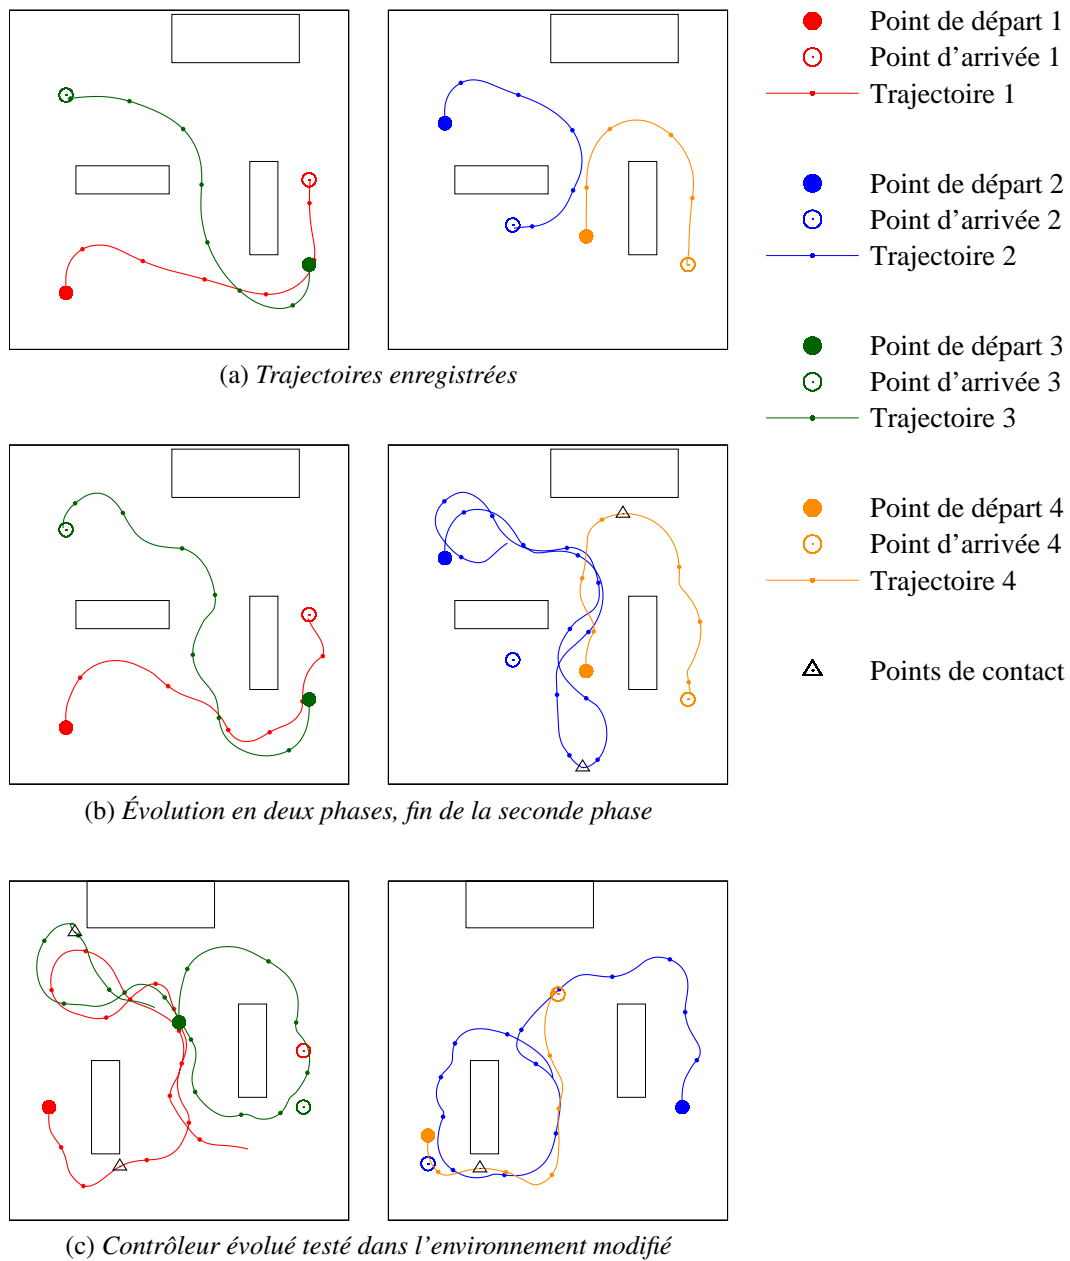 Point de départ 1
Point d'arrivée 1
Trajectoire 1
Point de départ 2
Point d'arrivée 2
Trajectoire 2
Point de départ 3
Point d'arrivée 3
Trajectoire 3
Point de départ 4
Point d'arrivée 4
Trajectoire 4
Points de contact
(a) Trajectoires enregistrées
(b) Évolution en deux phases, fin de la seconde phase
(c) Contrôleur évolué testé dans l'environnement modifié